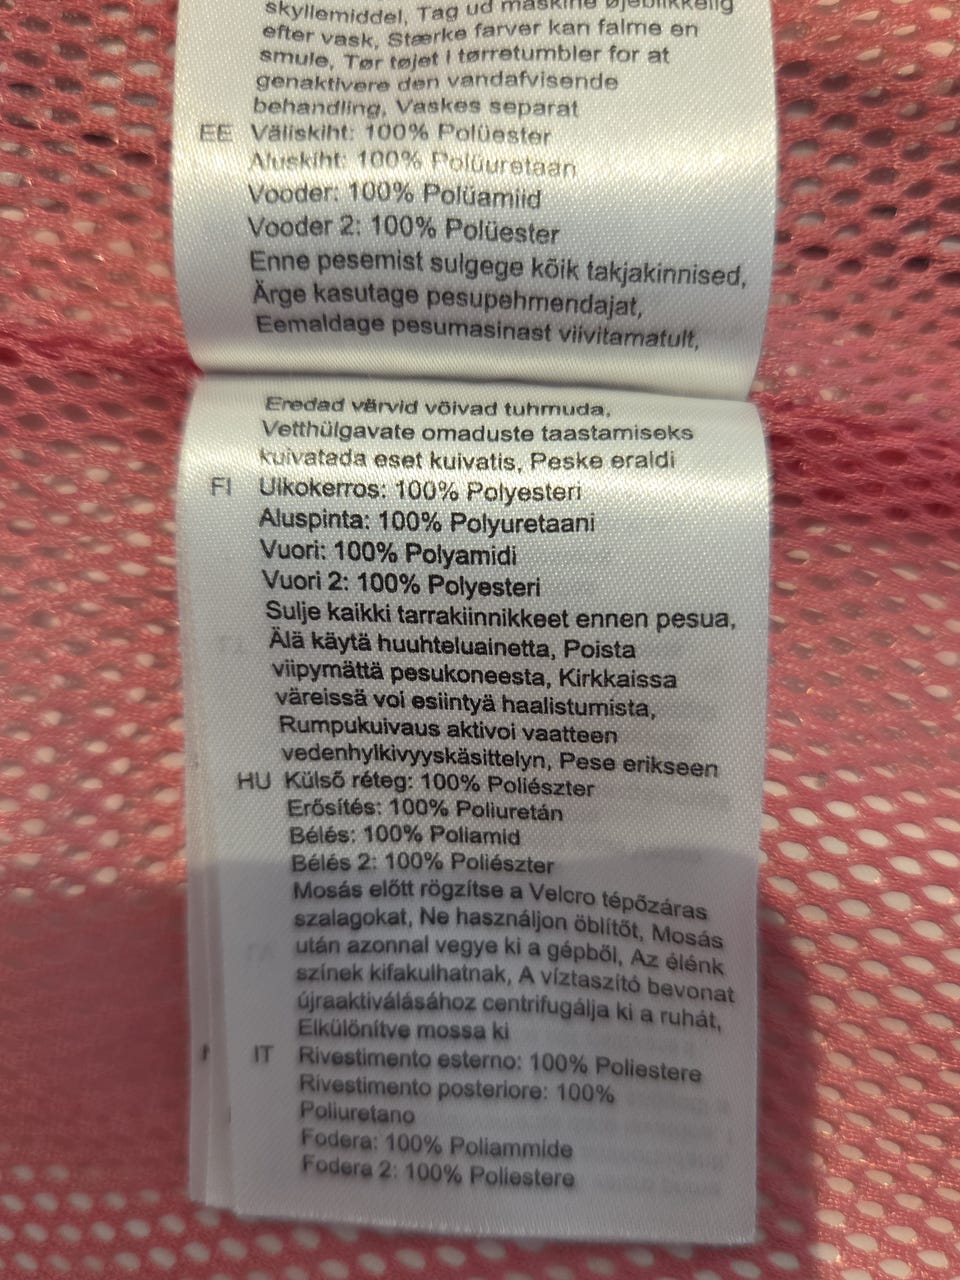 skyllemiddel, Tag ud maskine øjeblikkelig
efter vask, Stærke farver kan falme en
smule, Tør tøjet i tørretumbler for at
genaktivere den vandafvisende
behandling, Vaskes separat
EE Väliskiht: 100% Polüester
Aluskiht: 100% Polüuretaan
Vooder: 100% Polüamiid
Vooder 2: 100% Polüester
Enne pesemist sulgege kõik takjakinnised,
Ärge kasutage pesupehmendajat,
Eemaldage pesumasinast viivitamatult,
Eredad värvid võivad tuhmuda,
Vetthülgavate omaduste taastamiseks
kuivatada eset kuivatis, Peske eraldi
FI Ulkokerros: 100% Polyesteri
Aluspinta: 100% Polyuretaani
Vuori: 100% Polyamidi
Vuori 2: 100% Polyesteri
Sulje kaikki tarrakiinnikkeet ennen pesua,
Älä käytä huuhteluainetta, Poista
viipymättä pesukoneesta, Kirkkaissa
väreissä voi esiintyä haalistumista,
Rumpukuivaus aktivoi vaatteen
vedenhylkivyyskäsittelyn, Pese erikseen
HU Külső réteg: 100% Poliészter
Erősítés: 100% Poliuretán
Bélés: 100% Poliamid
Bélés 2: 100% Poliészter
Mosás előtt rögzítse a Velcro tépőzáras
szalagokat, Ne használjon öblítőt, Mosás
után azonnal vegye ki a gépből, Az élénk
színek kifakulhatnak, A víztaszító bevonat
újraaktiválásához centrifugálja ki a ruhát,
Elkülönítve mossa ki
IT Rivestimento esterno: 100% Poliestere
Rivestimento posteriore: 100%
Poliuretano
Fodera: 100% Poliammide
Fodera 2: 100% Poliestere